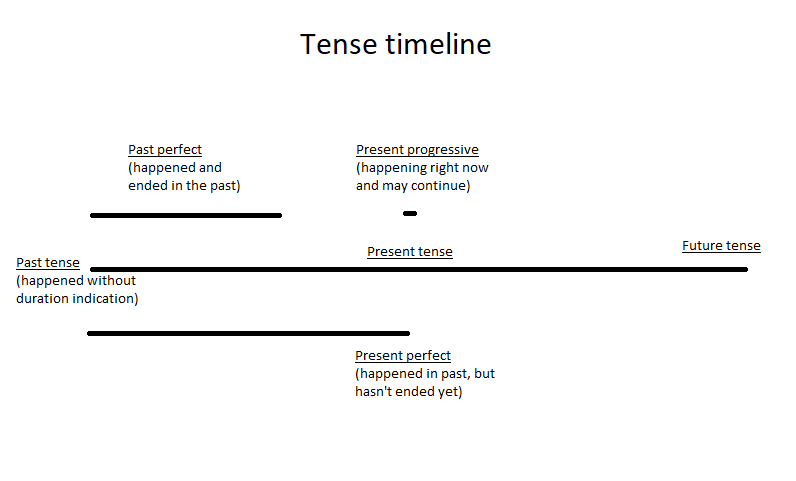 Tense timeline
Past perfect
(happened and
ended in the past)
Present progressive
(happening right now
and may continue)
Past tense
(happened without
duration indication)
Present tense
Future tense
Present perfect
(happened in past, but
hasn't ended yet)